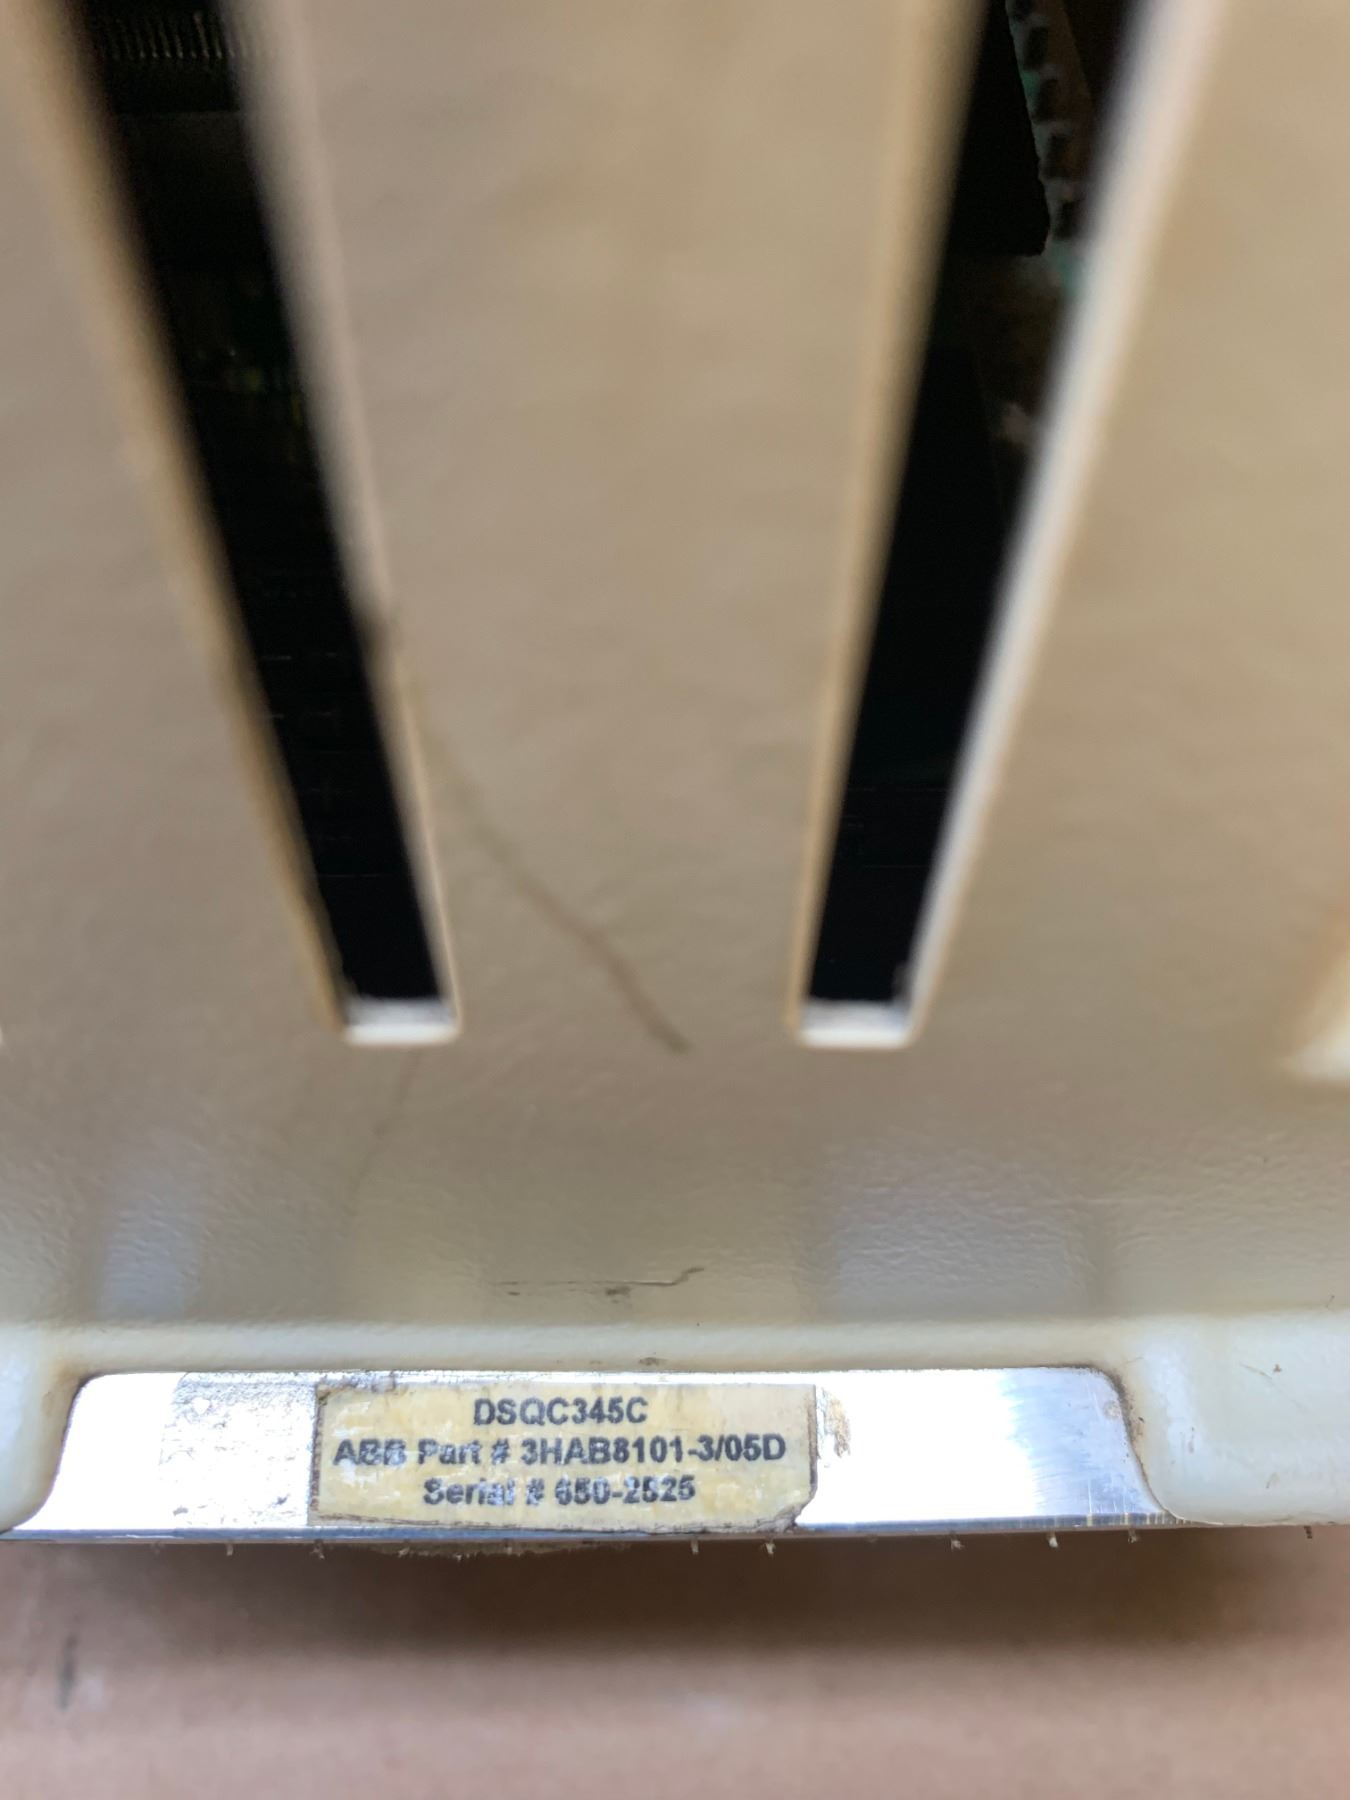 DSQC345C
ABB Part # 3HAB8101-3/05D
Serial # 650-2525